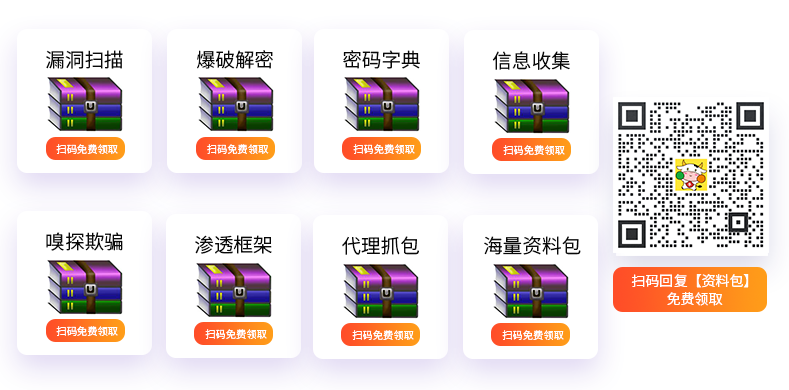 漏洞扫描
扫码免费领取
爆破解密
扫码免费领取
密码字典
扫码免费领取
信息收集
扫码免费领取
嗅探欺骗
扫码免费领取
渗透框架
扫码免费领取
代理抓包
扫码免费领取
海量资料包
扫码免费领取
扫码回复【资料包】
免费领取